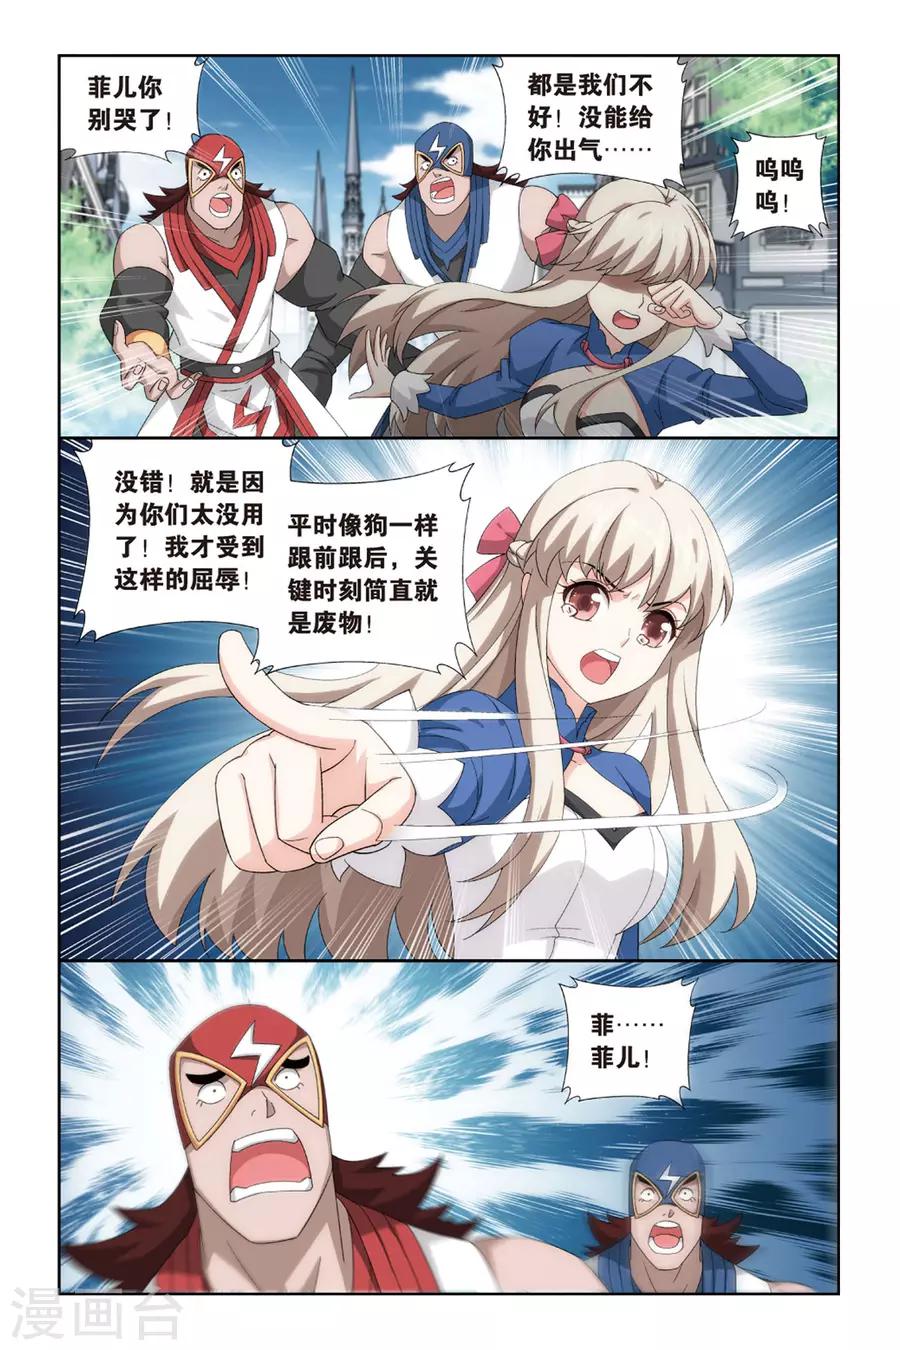 菲儿你
别哭了！
都是我们不
好！没能给
你出气……
呜呜
呜！
没错！就是因
为你们太没用
了！我才受到
这样的屈辱！
平时像狗一样
跟前跟后，关
键时刻简直就
是废物！
菲……
菲儿！
漫画台